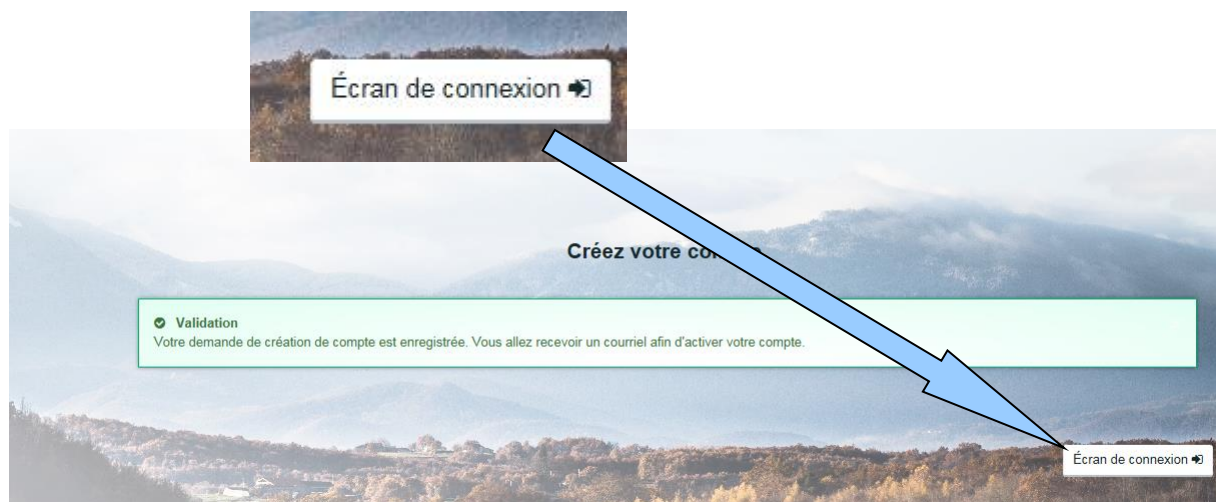 Écran de connexion
Créez votre
Validation
Votre demande de création de compte est enregistrée. Vous allez recevoir un courriel afin d'activer votre compte.
Écran de connexion